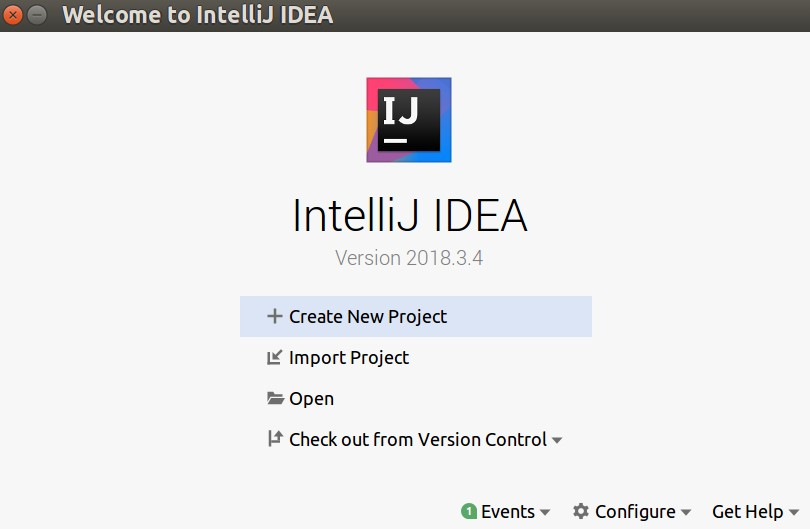 Welcome to IntelliJ IDEA
IJ
IntelliJ IDEA
Version 2018.3.4
Create New Project
Import Project
Open
Check out from Version Control
1 Events Configure Get Help